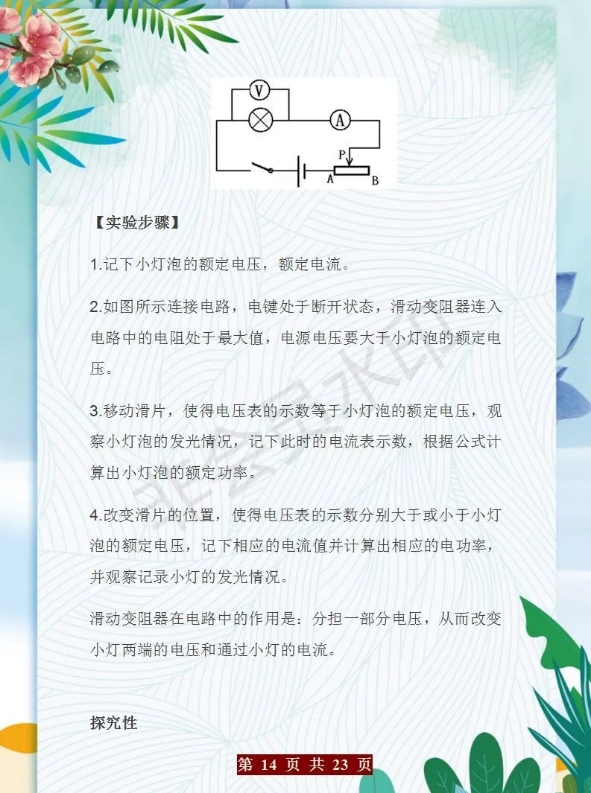 V
A
P
A
B
【实验步骤】
1.记下小灯泡的额定电压，额定电流。
2.如图所示连接电路，电键处于断开状态，滑动变阻器连入
电路中的电阻处于最大值，电源电压要大于小灯泡的额定电
压。
3.移动滑片，使得电压表的示数等于小灯泡的额定电压，观
察小灯泡的发光情况，记下此时的电流表示数，根据公式计
算出小灯泡的额定功率。
4.改变滑片的位置，使得电压表的示数分别大于或小于小灯
泡的额定电压，记下相应的电流值并计算出相应的电功率，
并观察记录小灯的发光情况。
滑动变阻器在电路中的作用是：分担一部分电压，从而改变
小灯两端的电压和通过小灯的电流。
探究性
第 14 页 共 23 页
非会员水印